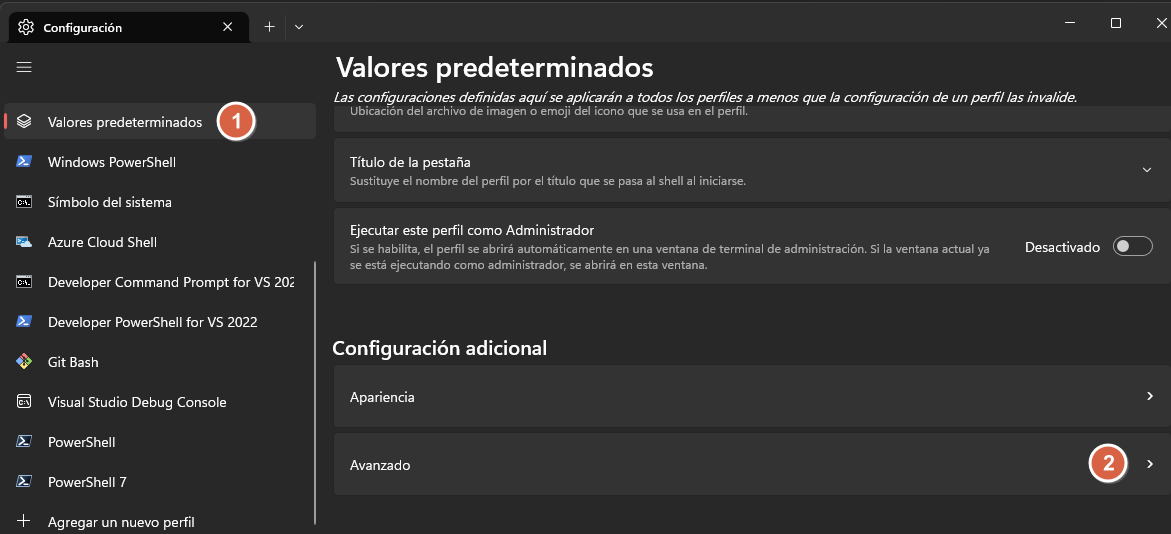 Configuración
Valores predeterminados
1
Windows PowerShell
Símbolo del sistema
Azure Cloud Shell
Developer Command Prompt for VS 202
Developer PowerShell for VS 2022
Git Bash
Visual Studio Debug Console
PowerShell
PowerShell 7
Agregar un nuevo perfil
Valores predeterminados
Las configuraciones definidas aquí se aplicarán a todos los perfiles a menos que la configuración de un perfil las invalide.
Ubicación del archivo de imagen o emoji del icono que se usa en el perfil.
Título de la pestaña
Sustituye el nombre del perfil por el título que se pasa al shell al iniciarse.
Ejecutar este perfil como Administrador
Si se habilita, el perfil se abrirá automáticamente en una ventana de terminal de administración. Si la ventana actual ya
se está ejecutando como administrador, se abrirá en esta ventana.
Desactivado
Configuración adicional
Apariencia
Avanzado
2